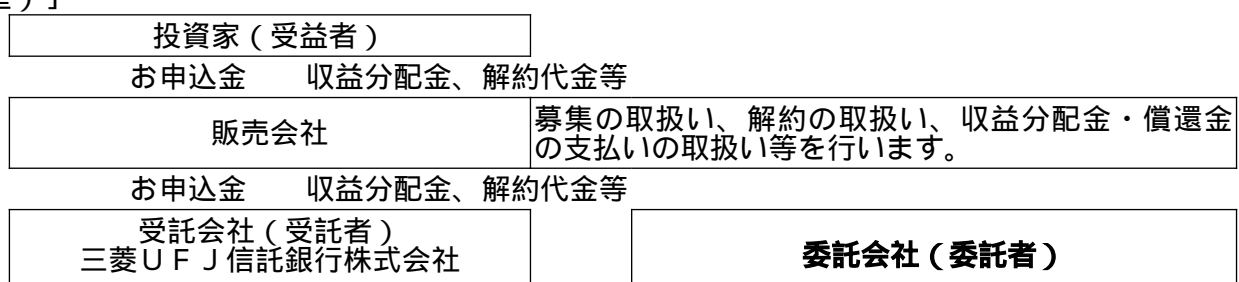 投資家(受益者)
お申込金 収益分配金、解約代金等
販売会社
募集の取扱い、解約の取扱い、収益分配金・償還金
の支払いの取扱い等を行います。
お申込金 収益分配金、解約代金等
受託会社(受託者)
三菱UFJ信託銀行株式会社
委託会社(委託者)